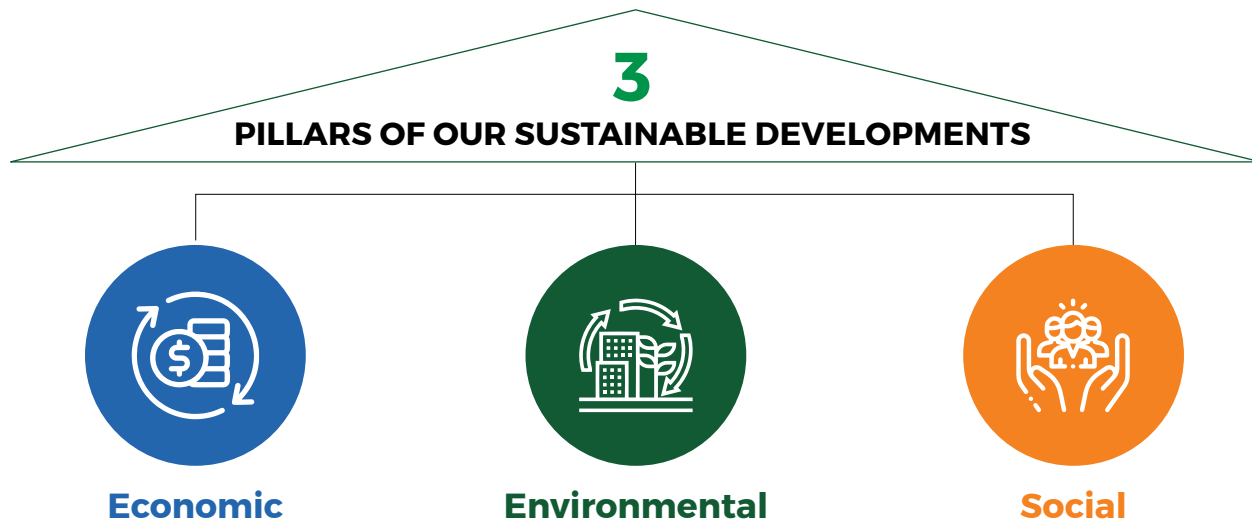 3
PILLARS OF OUR SUSTAINABLE DEVELOPMENTS
$
Economic
Environmental
Social